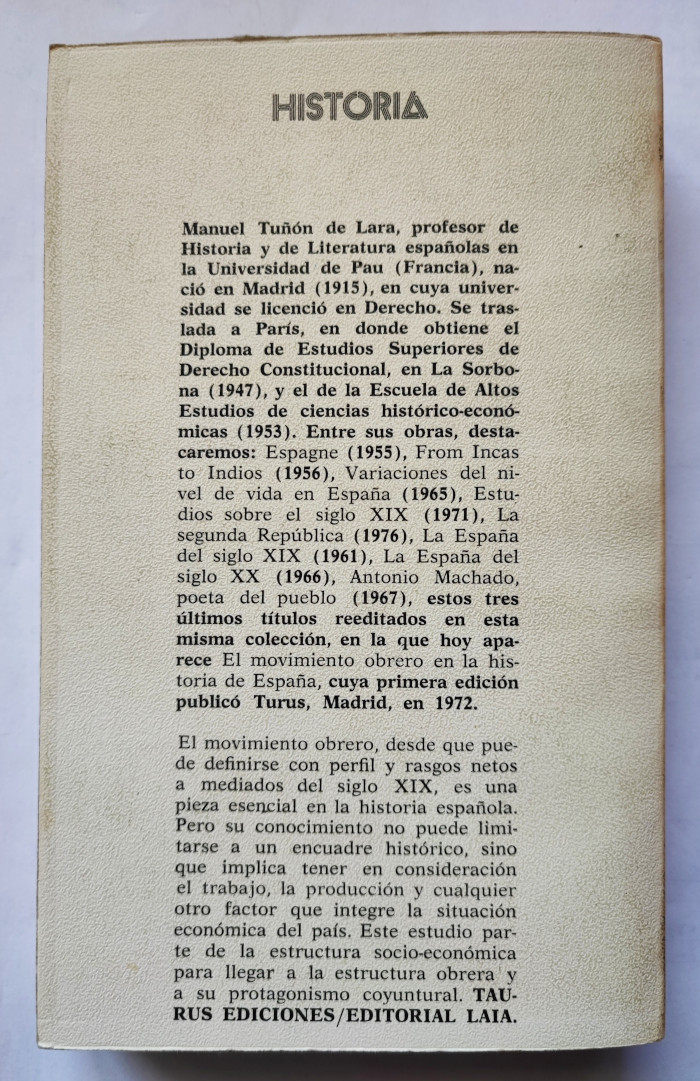 HISTORIA
Manuel Tuñón de Lara, profesor de
Historia y de Literatura españolas en
la Universidad de Pau (Francia), na-
ció en Madrid (1915), en cuya univer-
sidad se licenció en Derecho. Se tras-
lada a París, en donde obtiene el
Diploma de Estudios Superiores de
Derecho Constitucional, en La Sorbo-
na (1947), y el de la Escuela de Altos
Estudios de ciencias histórico-econó-
micas (1953). Entre sus obras, desta-
caremos: Espagne (1955), From Incas
to Indios (1956), Variaciones del ni-
vel de vida en España (1965), Estu-
dios sobre el siglo XIX (1971), La
segunda República (1976), La España
del siglo XIX (1961), La España del
siglo XX (1966), Antonio Machado,
poeta del pueblo (1967), estos tres
últimos títulos reeditados en esta
misma colección, en la que hoy apa-
rece El movimiento obrero en la his-
toria de España, cuya primera edición
publicó Turus, Madrid, en 1972.
El movimiento obrero, desde que pue-
de definirse con perfil y rasgos netos
a mediados del siglo XIX, es una
pieza esencial en la historia española.
Pero su conocimiento no puede limi-
tarse a un encuadre histórico, sino
que implica tener en consideración
el trabajo, la producción y cualquier
otro factor que integre la situación
económica del país. Este estudio par-
te de la estructura socio-económica
para llegar a la estructura obrera y
a su protagonismo coyuntural. TAU-
RUS EDICIONES/EDITORIAL LAIA.